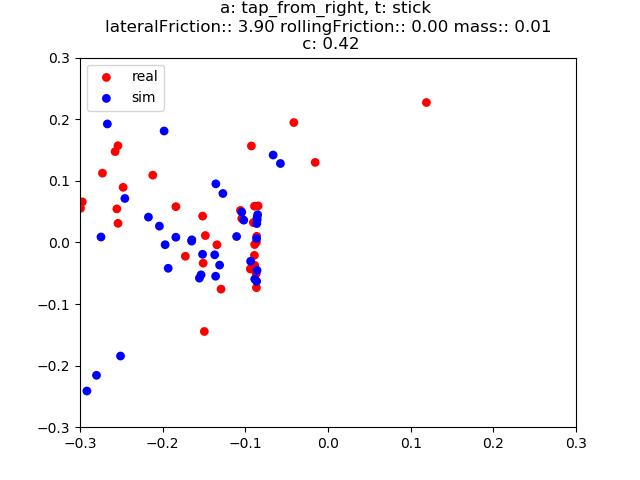 a: tap_from_right, t: stick
lateralFriction:: 3.90 rollingFriction:: 0.00 mass:: 0.01
c: 0.42
real
sim
0.3
0.2
0.1
0.0
−0.1
−0.2
−0.3
−0.3 −0.2 −0.1 0.0 0.1 0.2 0.3